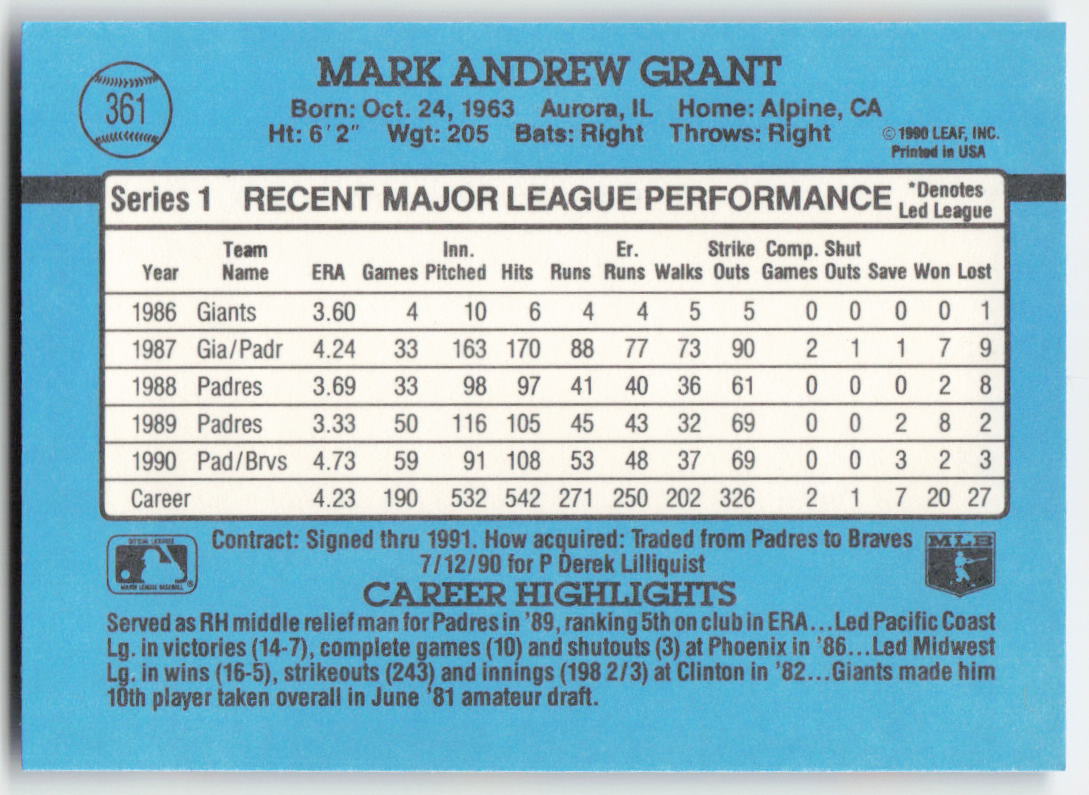 361
MARK ANDREW GRANT
Born: Oct. 24, 1963 Aurora, IL Home: Alpine, CA
Ht: 6' 2" Wgt: 205 Bats: Right Throws: Right
© 1990 LEAF, INC.
Printed in USA
Series 1 RECENT MAJOR LEAGUE PERFORMANCE *Denotes
Led League
Team Inn. Er. Strike Comp. Shut
Year Name ERA Games Pitched Hits Runs Runs Walks Outs Games Outs Save Won Lost
1986 Giants 3.60 4 10 6 4 4 5 5 0 0 0 0 1
1987 Gia/Padr 4.24 33 163 170 88 77 73 90 2 1 1 7 9
1988 Padres 3.69 33 98 97 41 40 36 61 0 0 0 2 8
1989 Padres 3.33 50 116 105 45 43 32 69 0 0 2 8 2
1990 Pad/Brvs 4.73 59 91 108 53 48 37 69 0 0 3 2 3
Career 4.23 190 532 542 271 250 202 326 2 1 7 20 27
OFFICIAL LICENSEE
MAJOR LEAGUE BASEBALL ®
Contract: Signed thru 1991. How acquired: Traded from Padres to Braves
7/12/90 for P Derek Lilliquist
MLB
CAREER HIGHLIGHTS
Served as RH middle relief man for Padres in '89, ranking 5th on club in ERA...Led Pacific Coast
Lg. in victories (14-7), complete games (10) and shutouts (3) at Phoenix in '86...Led Midwest
Lg. in wins (16-5), strikeouts (243) and innings (198 2/3) at Clinton in '82...Giants made him
10th player taken overall in June '81 amateur draft.